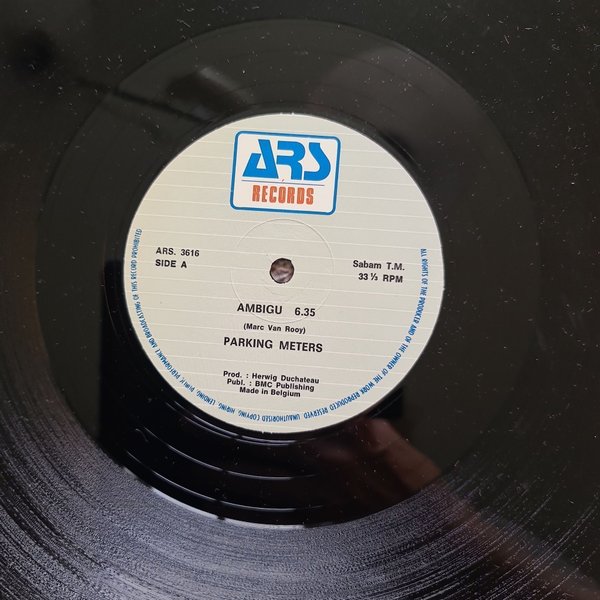 ARS
RECORDS
ARS. 3616
SIDE A
Sabam T.M.
33 ⅓ RPM
AMBIGU 6.35
(Marc Van Rooy)
PARKING METERS
Prod. : Herwig Duchateau
Publ. : BMC Publishing
Made in Belgium
ALL RIGHTS OF THE PRODUCER AND OF THE OWNER OF THE WORK REPRODUCED RESERVED. UNAUTHORISED COPYING, HIRING, LENDING, PUBLIC PERFORMANCE AND BROADCASTING OF THIS RECORD PROHIBITED